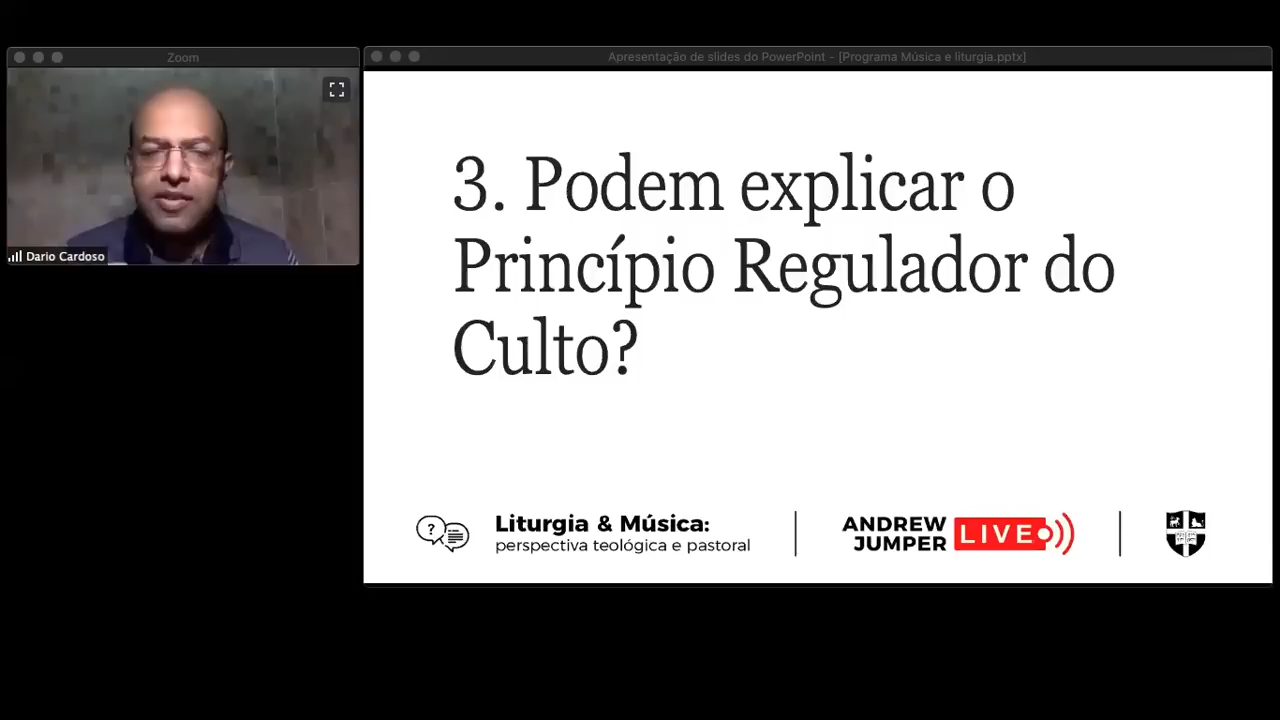 Zoom
Apresentação de slides do PowerPoint - [Programa Música e liturgia.pptx]
Dario Cardoso
3. Podem explicar o
Princípio Regulador do
Culto?
?
Liturgia & Música:
perspectiva teológica e pastoral
ANDREW
JUMPER
LIVE